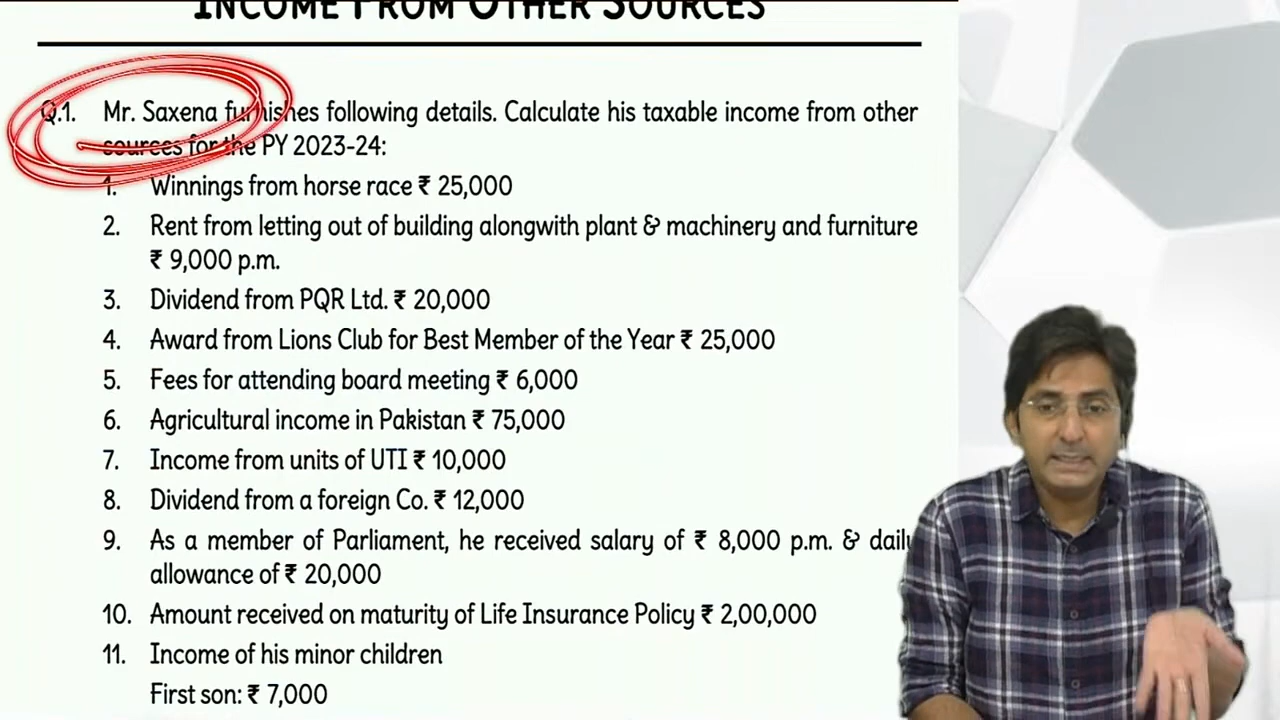 INCOME FROM OTHER SOURCES
Q.1. Mr. Saxena furnishes following details. Calculate his taxable income from other
sources for the PY 2023-24:
1. Winnings from horse race ₹ 25,000
2. Rent from letting out of building alongwith plant & machinery and furniture
₹ 9,000 p.m.
3. Dividend from PQR Ltd. ₹ 20,000
4. Award from Lions Club for Best Member of the Year ₹ 25,000
5. Fees for attending board meeting ₹ 6,000
6. Agricultural income in Pakistan ₹ 75,000
7. Income from units of UTI ₹ 10,000
8. Dividend from a foreign Co. ₹ 12,000
9. As a member of Parliament, he received salary of ₹ 8,000 p.m. & daily
allowance of ₹ 20,000
10. Amount received on maturity of Life Insurance Policy ₹ 2,00,000
11. Income of his minor children
First son: ₹ 7,000